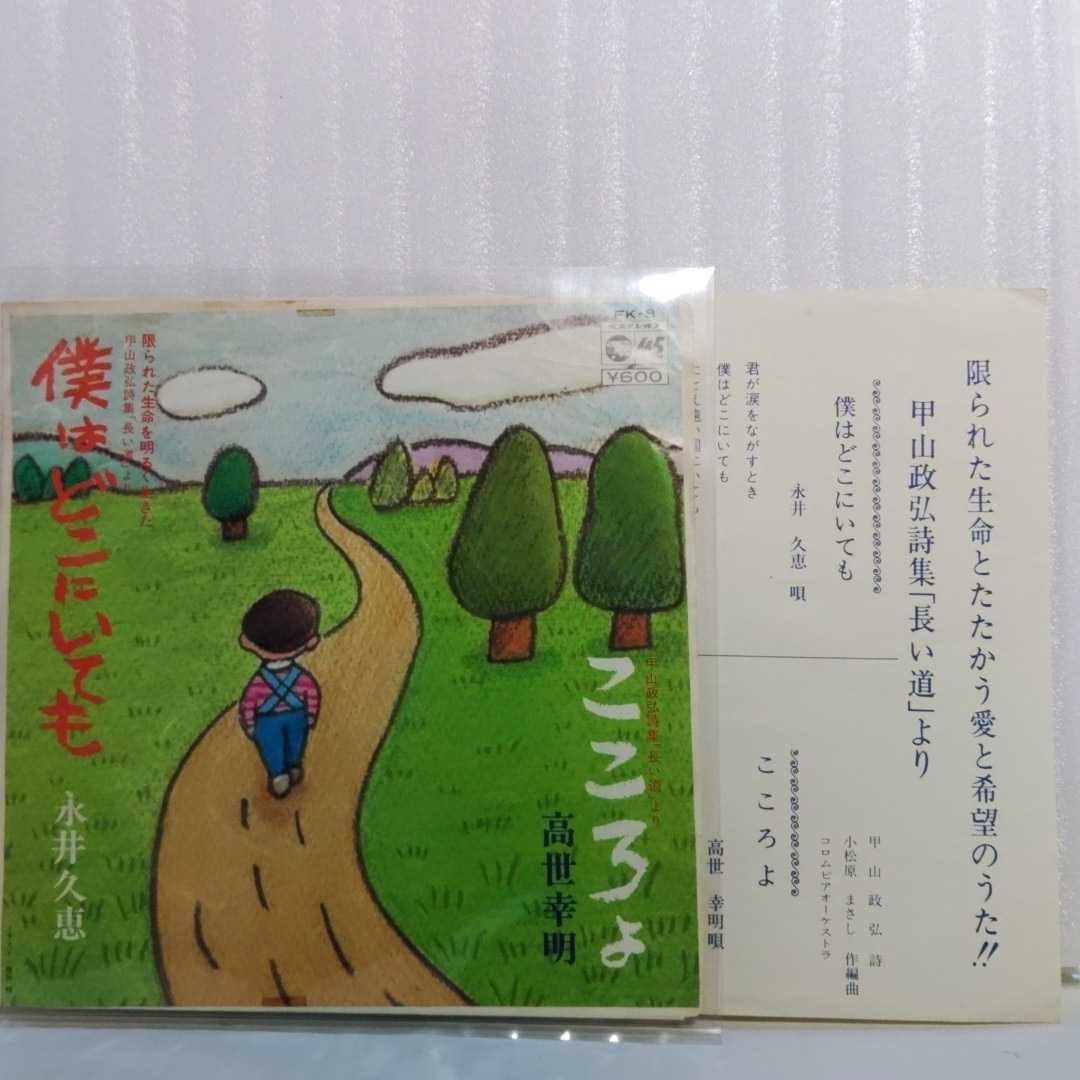 限られた生命を明るく生きた
甲山政弘詩集「長い道」より
僕はどこにいても
永井久恵
FK-8
45
¥600
甲山政弘詩集「長い道」より
こころよ
高世幸明
限られた生命とたたかう愛と希望のうた!!
甲山政弘詩集「長い道」より
甲山政弘 詩
小松原 まさし 作編曲
コロムビアオーケストラ
僕はどこにいても
永井 久恵 唄
君が涙をながすとき
僕はどこにいても
こころよ
高世 幸明唄